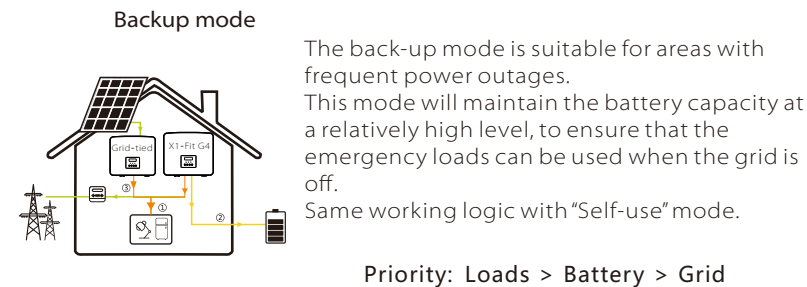 Backup mode
The back-up mode is suitable for areas with
frequent power outages.
This mode will maintain the battery capacity at
a relatively high level, to ensure that the
emergency loads can be used when the grid is
off.
Same working logic with “Self-use” mode.
Priority: Loads > Battery > Grid
Grid-tied
X1-Fit G4
③
①
②